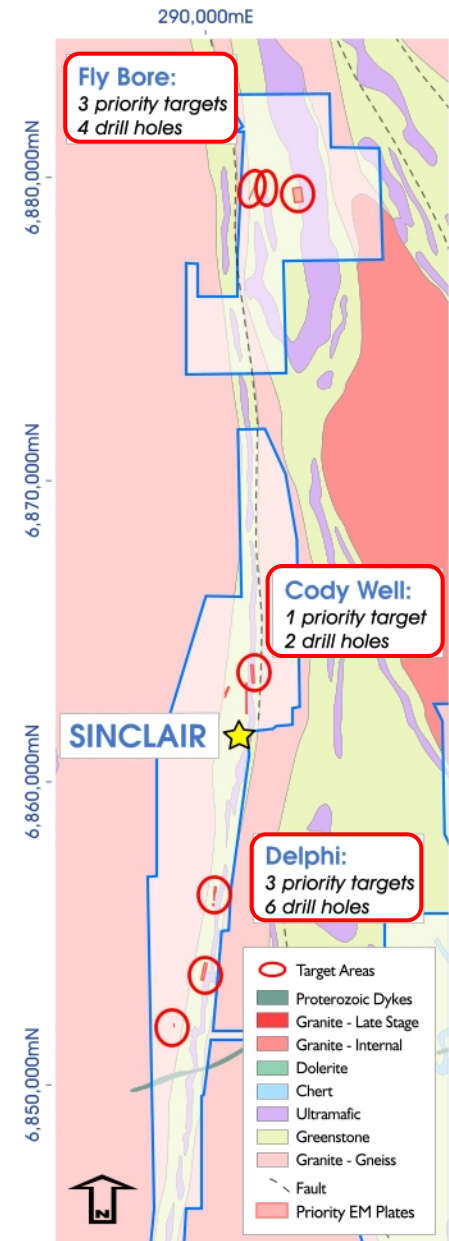 290,000mE
Fly Bore:
3 priority targets
4 drill holes
6,880,000mN
6,870,000mN
Cody Well:
1 priority target
2 drill holes
SINCLAIR
6,860,000mN
Delphi:
3 priority targets
6 drill holes
6,850,000mN
Target Areas
Proterozoic Dykes
Granite - Late Stage
Granite - Internal
Dolerite
Chert
Ultramafic
Greenstone
Granite - Gneiss
Fault
Priority EM Plates
N